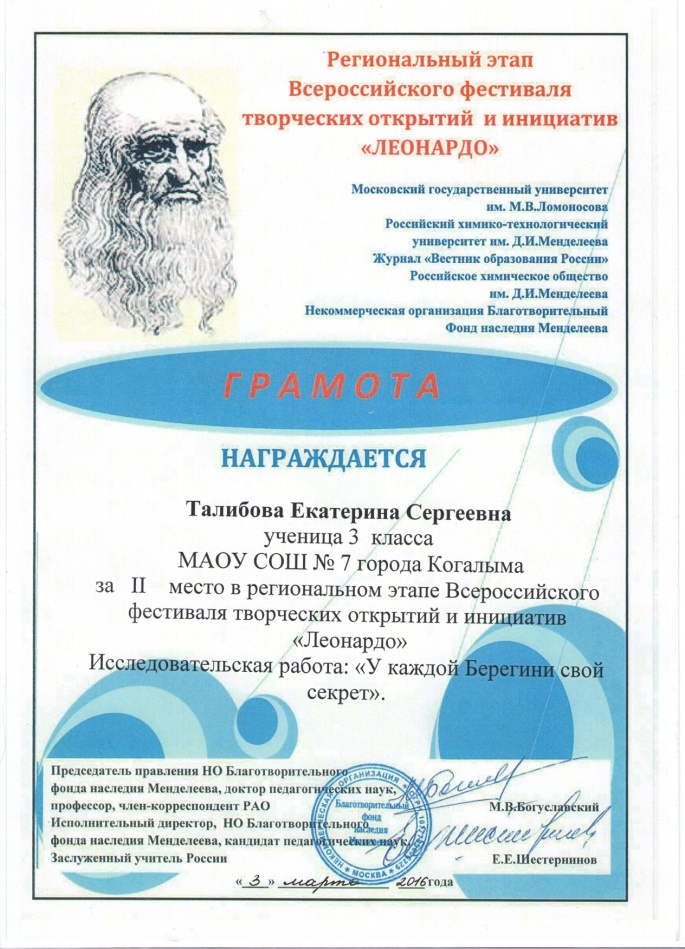 Региональный этап
Всероссийского фестиваля
творческих открытий и инициатив
«ЛЕОНАРДО»
Московский государственный университет
им. М.В.Ломоносова
Российский химико-технологический
университет им. Д.И.Менделеева
Журнал «Вестник образования России»
Российское химическое общество
им. Д.И.Менделеева
Некоммерческая организация Благотворительный
Фонд наследия Менделеева
ГРАМОТА
НАГРАЖДАЕТСЯ
Талибова Екатерина Сергеевна
ученица 3 класса
МАОУ СОШ № 7 города Когалыма
за II место в региональном этапе Всероссийского
фестиваля творческих открытий и инициатив
«Леонардо»
Исследовательская работа: «У каждой Берегини свой
секрет».
Председатель правления НО Благотворительного
фонда наследия Менделеева, доктор педагогических наук,
профессор, член-корреспондент РАО
М.В.Богуславский
Исполнительный директор, НО Благотворительного
фонда наследия Менделеева, кандидат педагогических наук,
Заслуженный учитель России
Е.Е.Шестернинов
НЕКОММЕРЧЕСКАЯ ОРГАНИЗАЦИЯ
Благотворительный
фонд
наследия
МОСКВА
« 3 » марта 2016 года